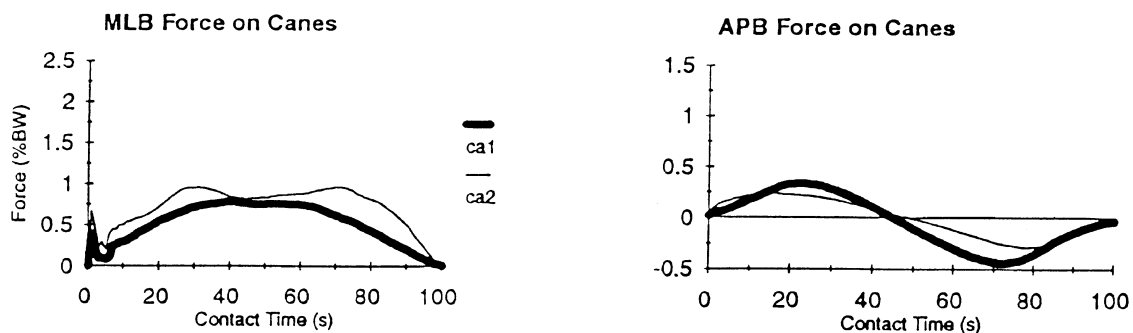 MLB Force on Canes
2.5
2
1.5
1
0.5
0
Force (%BW)
0 20 40 60 80 100
Contact Time (s)
ca1
ca2
APB Force on Canes
1.5
1
0.5
0
-0.5
0 20 40 60 80 100
Contact Time (s)